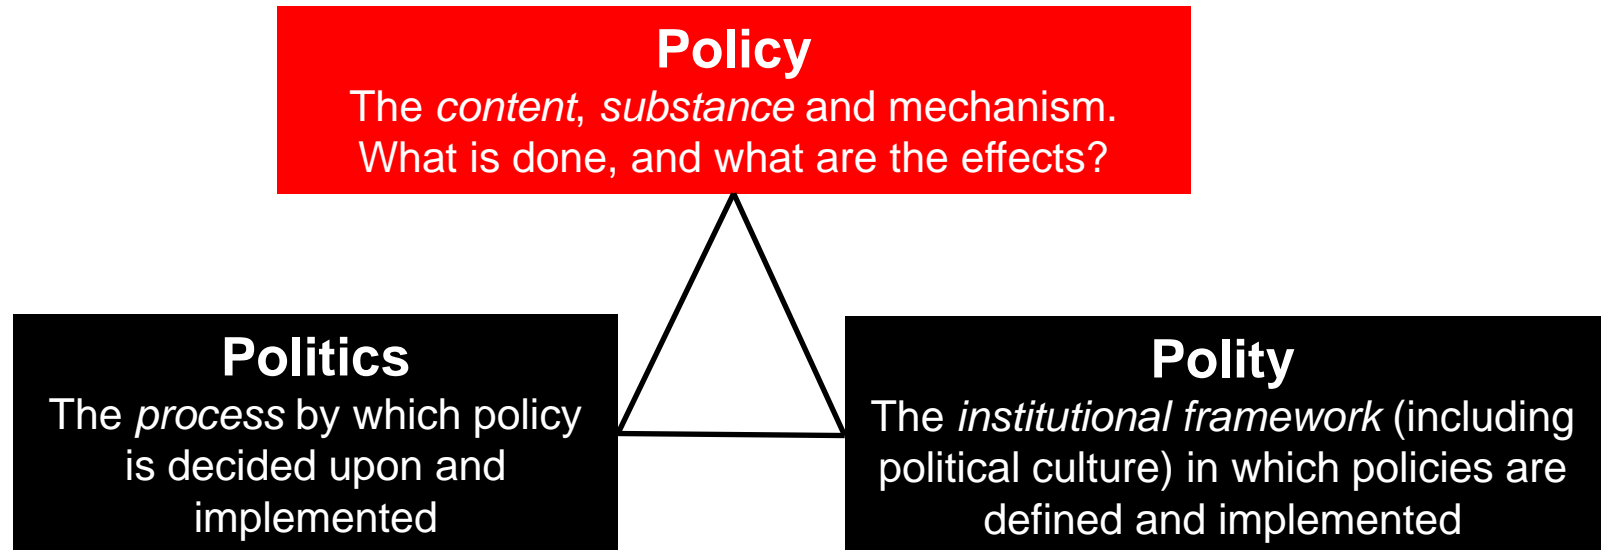 Policy
The content, substance and mechanism.
What is done, and what are the effects?
Politics
The process by which policy
is decided upon and
implemented
Polity
The institutional framework (including
political culture) in which policies are
defined and implemented